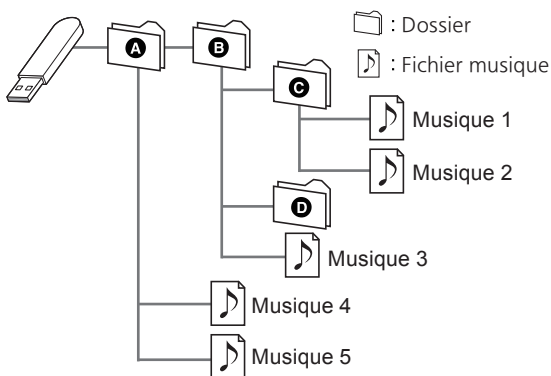 A
B
: Dossier
: Fichier musique
C
Musique 1
Musique 2
D
Musique 3
Musique 4
Musique 5